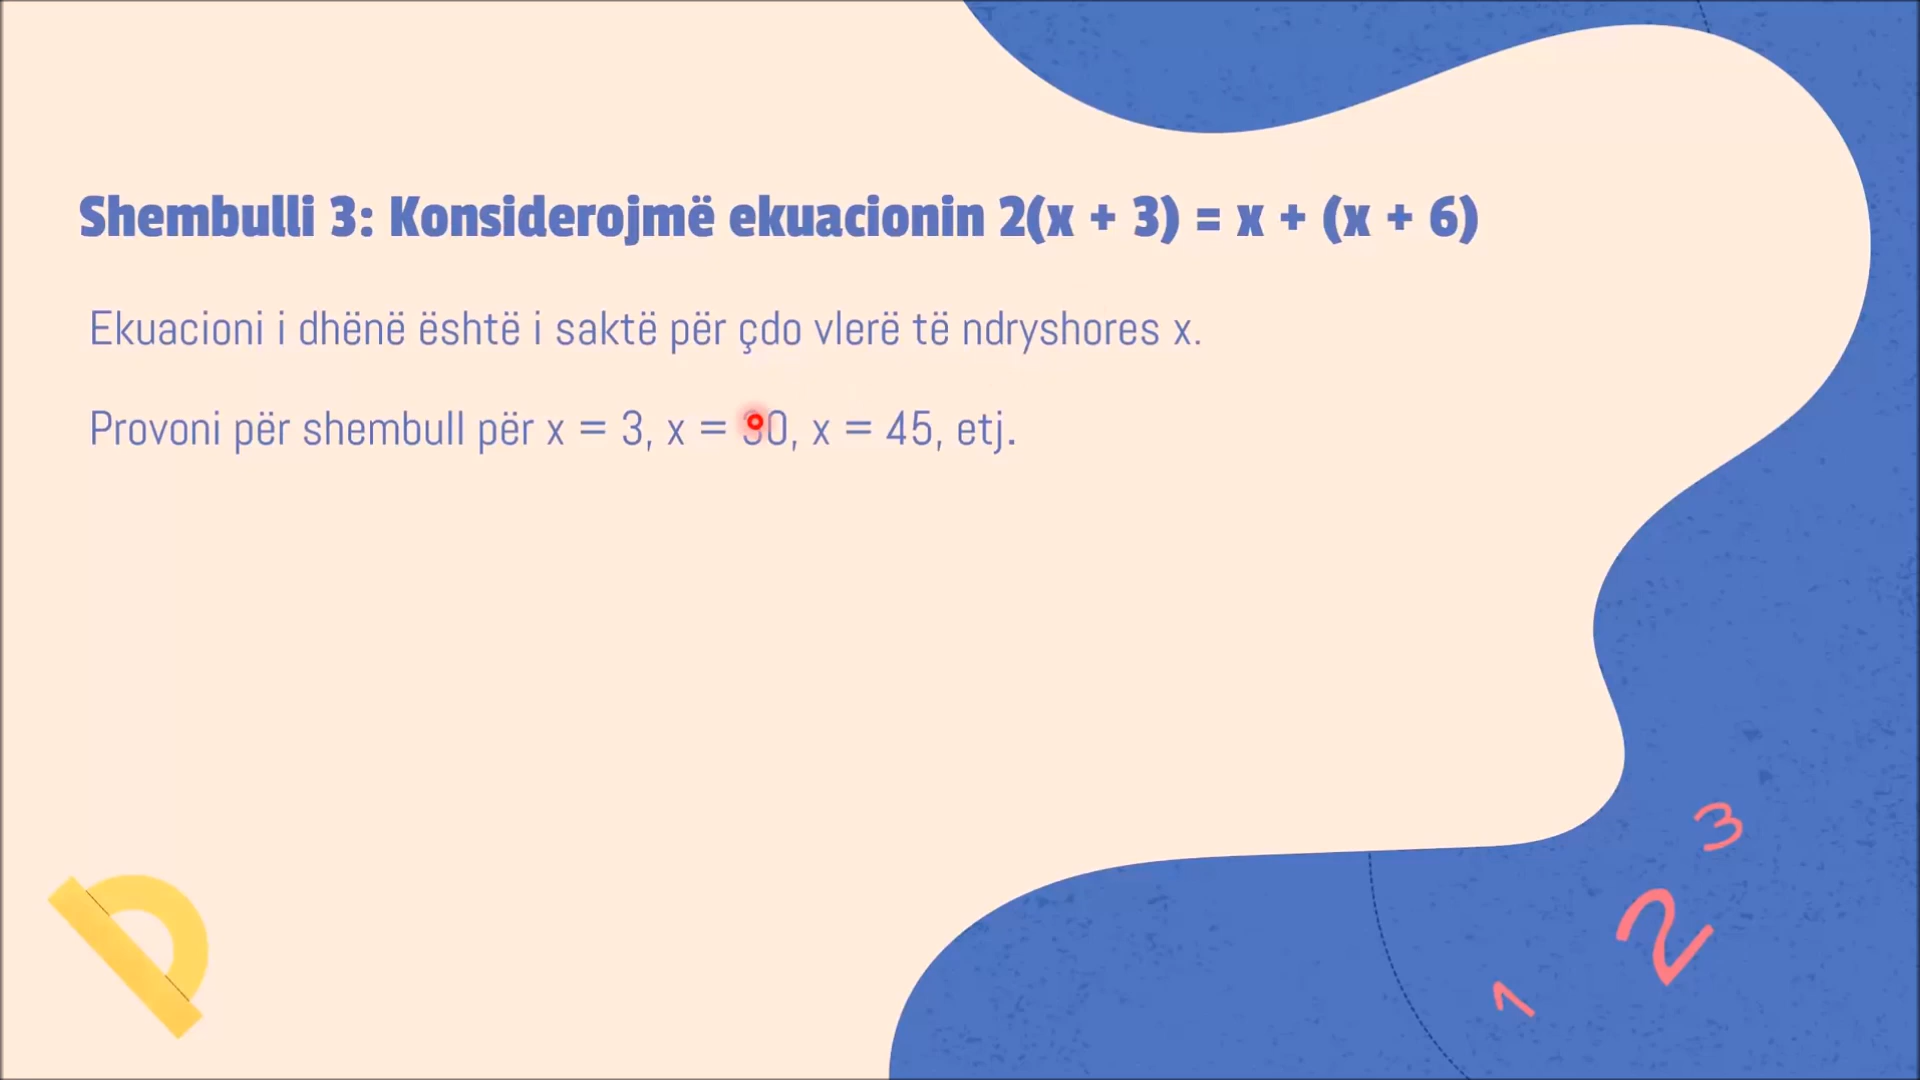 Shembulli 3: Konsiderojmë ekuacionin 2(x + 3) = x + (x + 6)
Ekuacioni i dhënë është i saktë për çdo vlerë të ndryshores x.
Provoni për shembull për x = 3, x = 30, x = 45, etj.
3
2
1